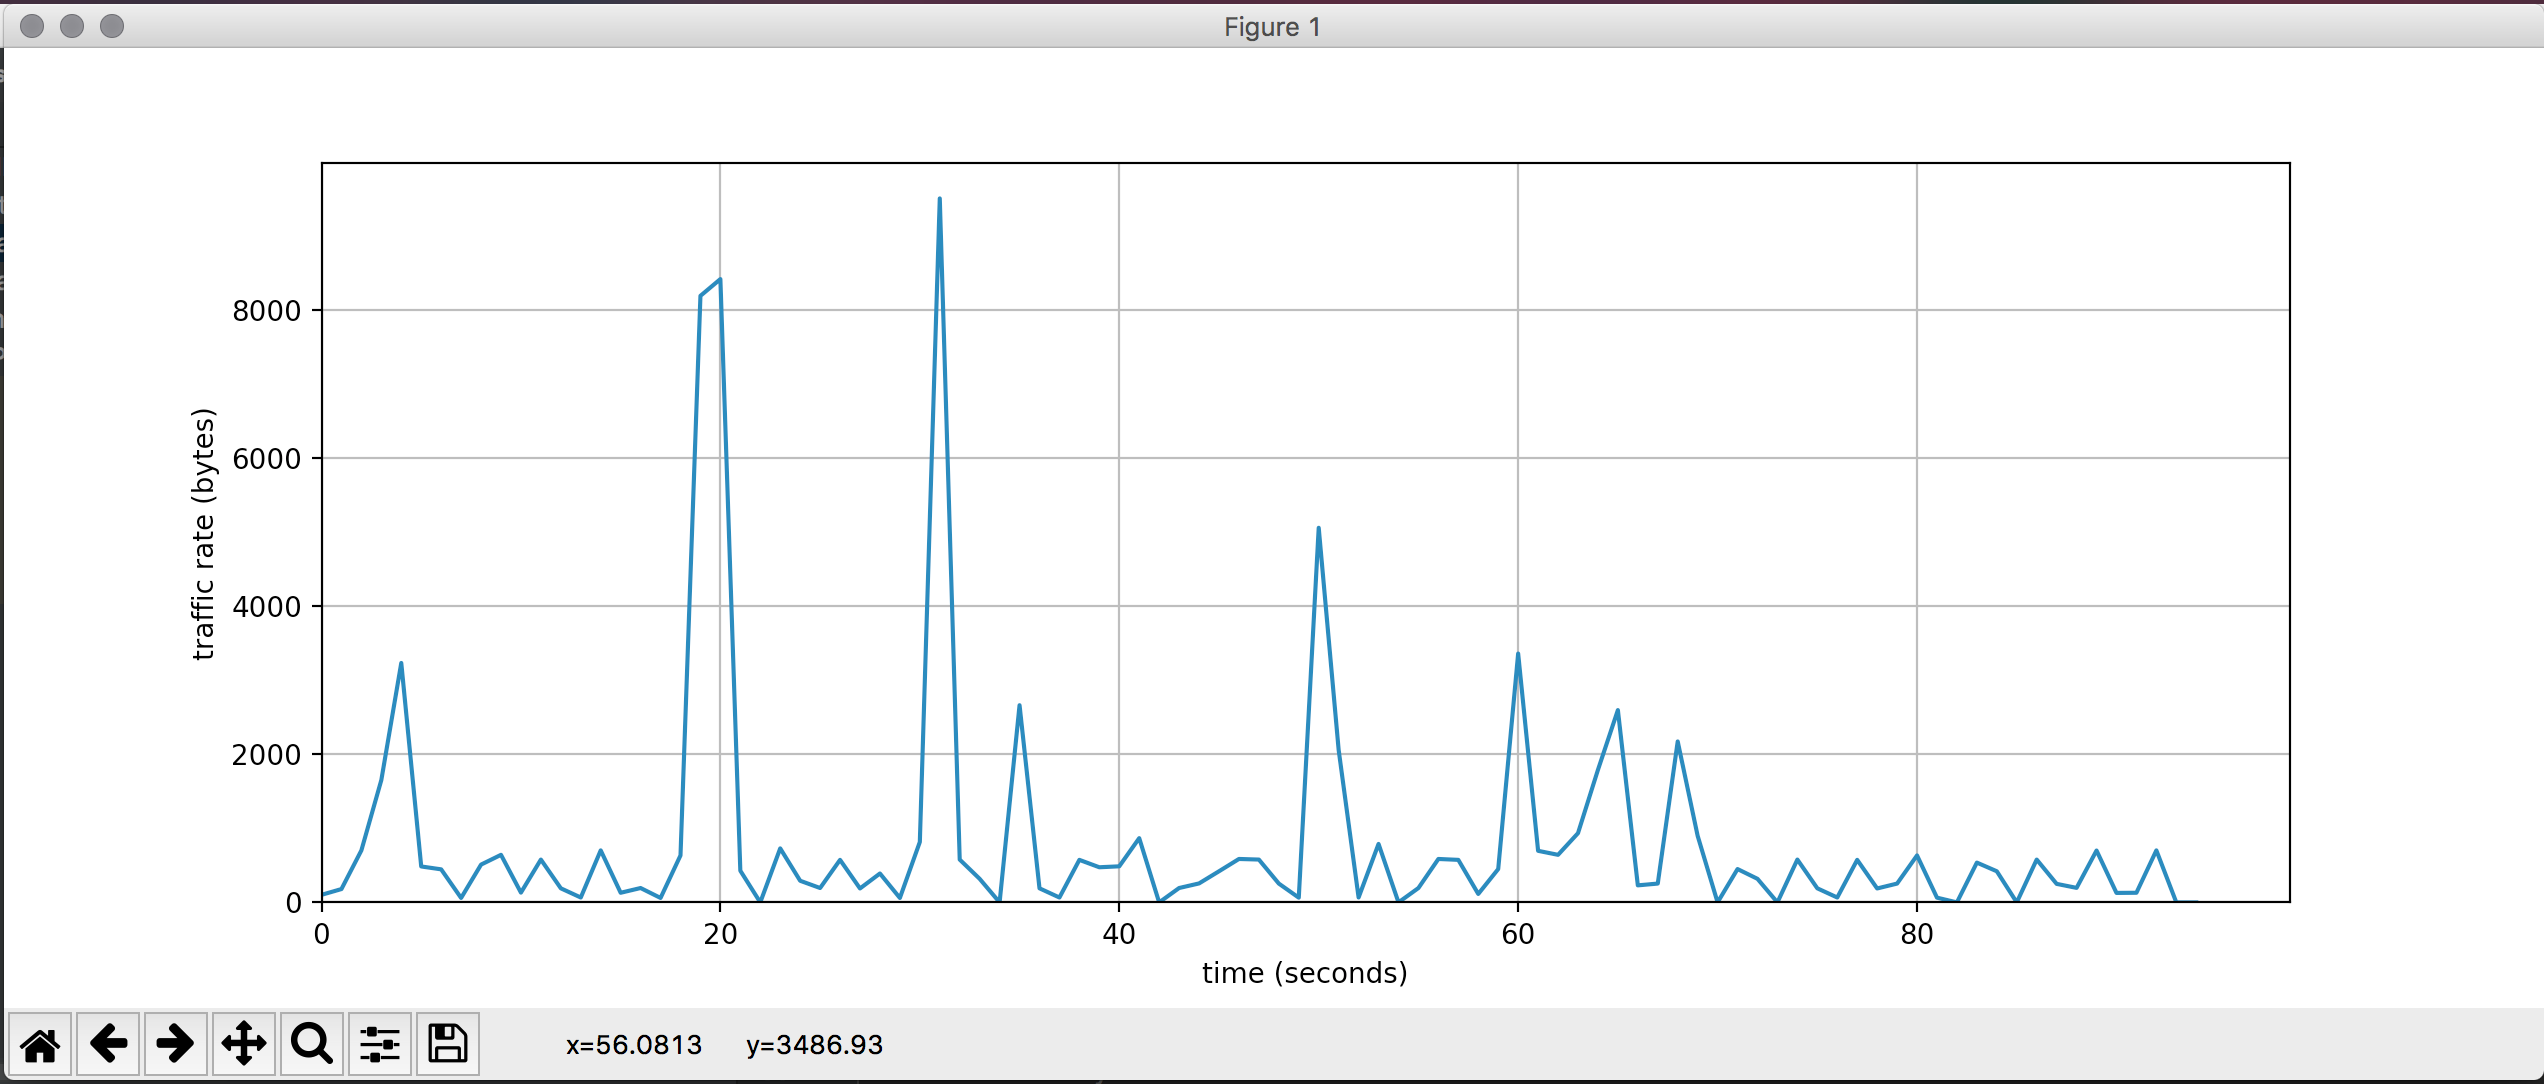 Figure 1
8000
6000
4000
2000
0
traffic rate (bytes)
0 20 40 60 80
time (seconds)
x=56.0813 y=3486.93